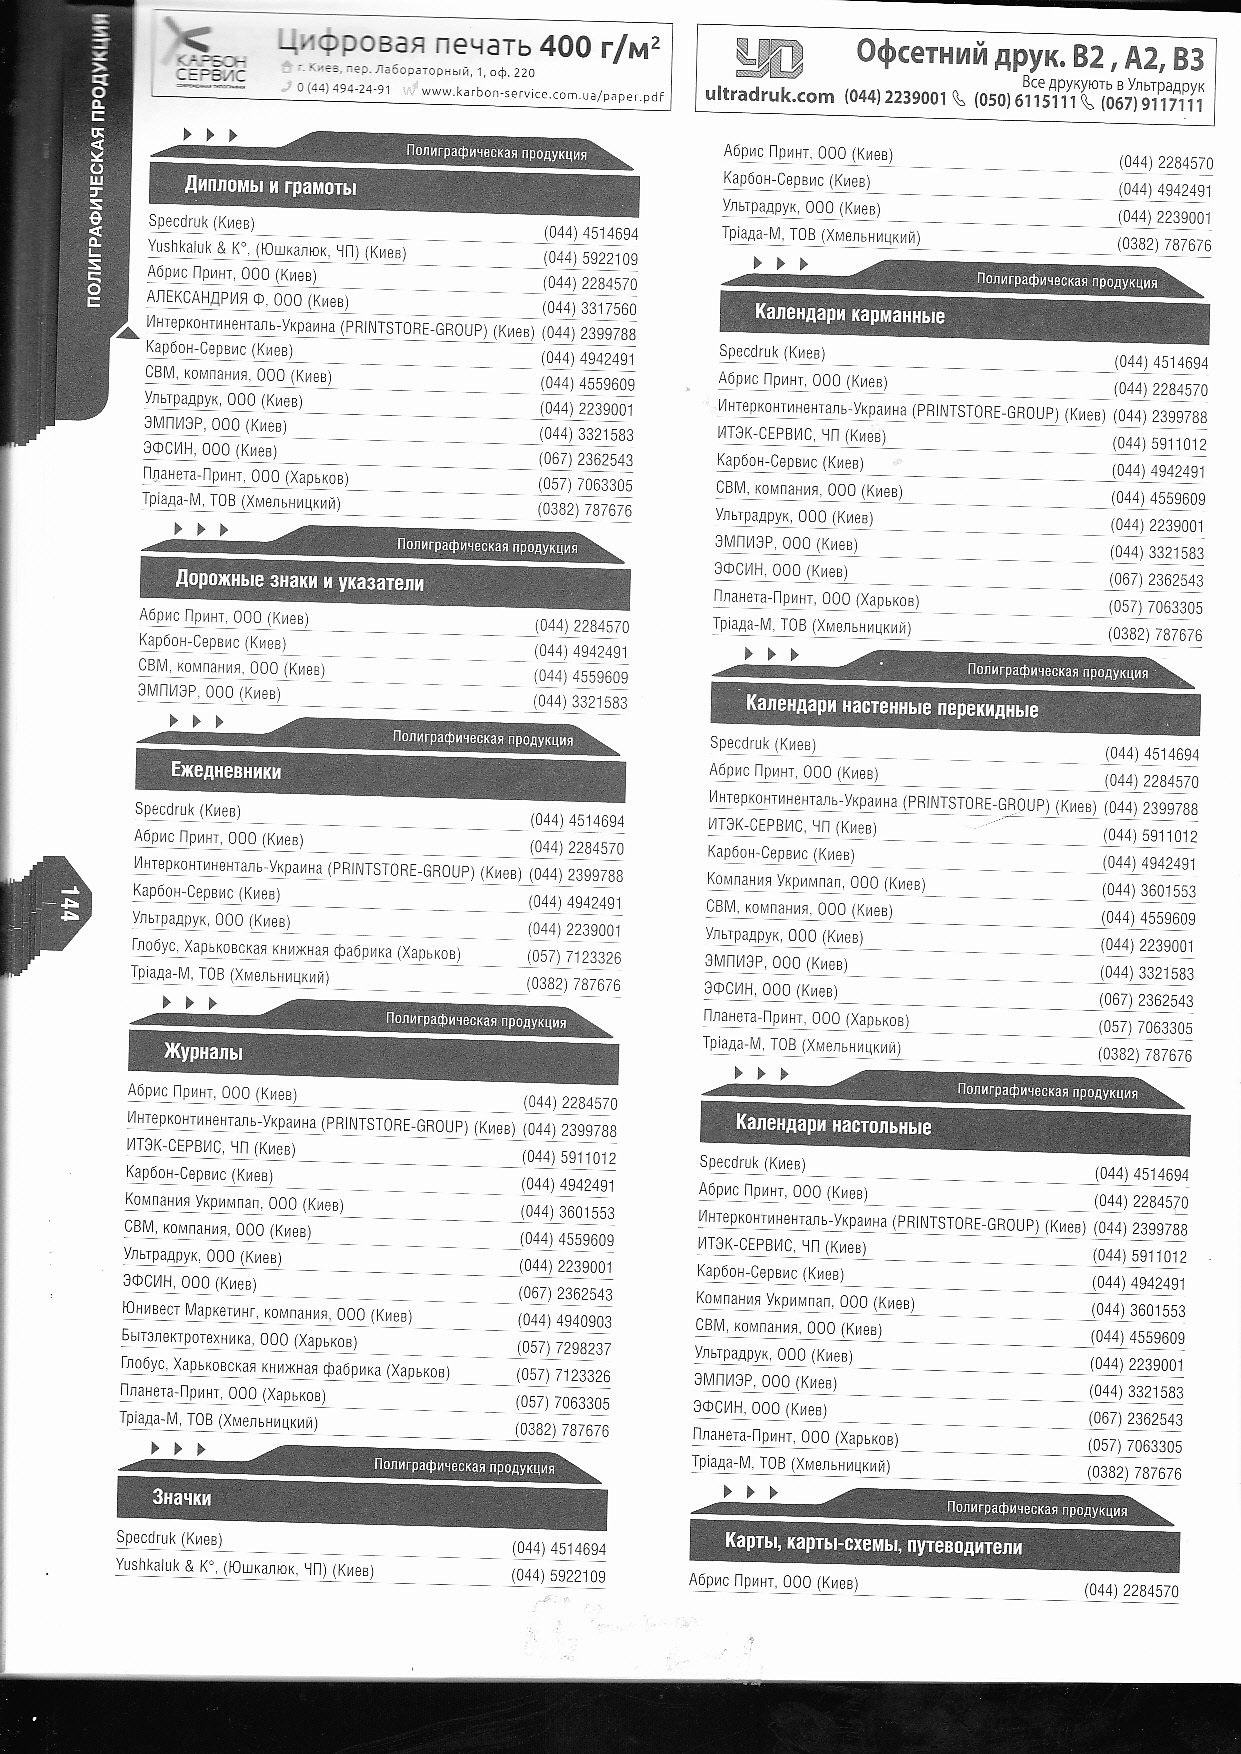 ПОЛИГРАФИЧЕСКАЯ ПРОДУКЦИЯ
КАРБОН
СЕРВИС
СОВРЕМЕННАЯ ТИПОГРАФИЯ
Цифровая печать 400 г/м²
г. Киев, пер. Лабораторный, 1, оф. 220
0 (44) 494-24-91 www.karbon-service.com.ua/paper.pdf
Офсетний друк. В2 , А2, В3
Все друкують в Ультрадрук
ultradruk.com (044) 2239001 (050) 6115111 (067) 9117111
Полиграфическая продукция
Дипломы и грамоты
Specdruk (Киев) (044) 4514694
Yushkaluk & K°, (Юшкалюк, ЧП) (Киев) (044) 5922109
Абрис Принт, ООО (Киев) (044) 2284570
АЛЕКСАНДРИЯ Ф, ООО (Киев) (044) 3317560
Интерконтиненталь-Украина (PRINTSTORE-GROUP) (Киев) (044) 2399788
Карбон-Сервис (Киев) (044) 4942491
СВМ, компания, ООО (Киев) (044) 4559609
Ультрадрук, ООО (Киев) (044) 2239001
ЭМПИЭР, ООО (Киев) (044) 3321583
ЭФСИН, ООО (Киев) (067) 2362543
Планета-Принт, ООО (Харьков) (057) 7063305
Тріада-М, ТОВ (Хмельницкий) (0382) 787676
Полиграфическая продукция
Дорожные знаки и указатели
Абрис Принт, ООО (Киев) (044) 2284570
Карбон-Сервис (Киев) (044) 4942491
СВМ, компания, ООО (Киев) (044) 4559609
ЭМПИЭР, ООО (Киев) (044) 3321583
Полиграфическая продукция
Ежедневники
Specdruk (Киев) (044) 4514694
Абрис Принт, ООО (Киев) (044) 2284570
Интерконтиненталь-Украина (PRINTSTORE-GROUP) (Киев) (044) 2399788
Карбон-Сервис (Киев) (044) 4942491
Ультрадрук, ООО (Киев) (044) 2239001
Глобус, Харьковская книжная фабрика (Харьков) (057) 7123326
Тріада-М, ТОВ (Хмельницкий) (0382) 787676
Полиграфическая продукция
Журналы
Абрис Принт, ООО (Киев) (044) 2284570
Интерконтиненталь-Украина (PRINTSTORE-GROUP) (Киев) (044) 2399788
ИТЭК-СЕРВИС, ЧП (Киев) (044) 5911012
Карбон-Сервис (Киев) (044) 4942491
Компания Укримпап, ООО (Киев) (044) 3601553
СВМ, компания, ООО (Киев) (044) 4559609
Ультрадрук, ООО (Киев) (044) 2239001
ЭФСИН, ООО (Киев) (067) 2362543
Юнивест Маркетинг, компания, ООО (Киев) (044) 4940903
Бытэлектротехника, ООО (Харьков) (057) 7298237
Глобус, Харьковская книжная фабрика (Харьков) (057) 7123326
Планета-Принт, ООО (Харьков) (057) 7063305
Тріада-М, ТОВ (Хмельницкий) (0382) 787676
Полиграфическая продукция
Значки
Specdruk (Киев) (044) 4514694
Yushkaluk & K°, (Юшкалюк, ЧП) (Киев) (044) 5922109
Абрис Принт, ООО (Киев) (044) 2284570
Карбон-Сервис (Киев) (044) 4942491
Ультрадрук, ООО (Киев) (044) 2239001
Тріада-М, ТОВ (Хмельницкий) (0382) 787676
Полиграфическая продукция
Календари карманные
Specdruk (Киев) (044) 4514694
Абрис Принт, ООО (Киев) (044) 2284570
Интерконтиненталь-Украина (PRINTSTORE-GROUP) (Киев) (044) 2399788
ИТЭК-СЕРВИС, ЧП (Киев) (044) 5911012
Карбон-Сервис (Киев) (044) 4942491
СВМ, компания, ООО (Киев) (044) 4559609
Ультрадрук, ООО (Киев) (044) 2239001
ЭМПИЭР, ООО (Киев) (044) 3321583
ЭФСИН, ООО (Киев) (067) 2362543
Планета-Принт, ООО (Харьков) (057) 7063305
Тріада-М, ТОВ (Хмельницкий) (0382) 787676
Полиграфическая продукция
Календари настенные перекидные
Specdruk (Киев) (044) 4514694
Абрис Принт, ООО (Киев) (044) 2284570
Интерконтиненталь-Украина (PRINTSTORE-GROUP) (Киев) (044) 2399788
ИТЭК-СЕРВИС, ЧП (Киев) (044) 5911012
Карбон-Сервис (Киев) (044) 4942491
Компания Укримпап, ООО (Киев) (044) 3601553
СВМ, компания, ООО (Киев) (044) 4559609
Ультрадрук, ООО (Киев) (044) 2239001
ЭМПИЭР, ООО (Киев) (044) 3321583
ЭФСИН, ООО (Киев) (067) 2362543
Планета-Принт, ООО (Харьков) (057) 7063305
Тріада-М, ТОВ (Хмельницкий) (0382) 787676
Полиграфическая продукция
Календари настольные
Specdruk (Киев) (044) 4514694
Абрис Принт, ООО (Киев) (044) 2284570
Интерконтиненталь-Украина (PRINTSTORE-GROUP) (Киев) (044) 2399788
ИТЭК-СЕРВИС, ЧП (Киев) (044) 5911012
Карбон-Сервис (Киев) (044) 4942491
Компания Укримпап, ООО (Киев) (044) 3601553
СВМ, компания, ООО (Киев) (044) 4559609
Ультрадрук, ООО (Киев) (044) 2239001
ЭМПИЭР, ООО (Киев) (044) 3321583
ЭФСИН, ООО (Киев) (067) 2362543
Планета-Принт, ООО (Харьков) (057) 7063305
Тріада-М, ТОВ (Хмельницкий) (0382) 787676
Полиграфическая продукция
Карты, карты-схемы, путеводители
Абрис Принт, ООО (Киев) (044) 2284570
144